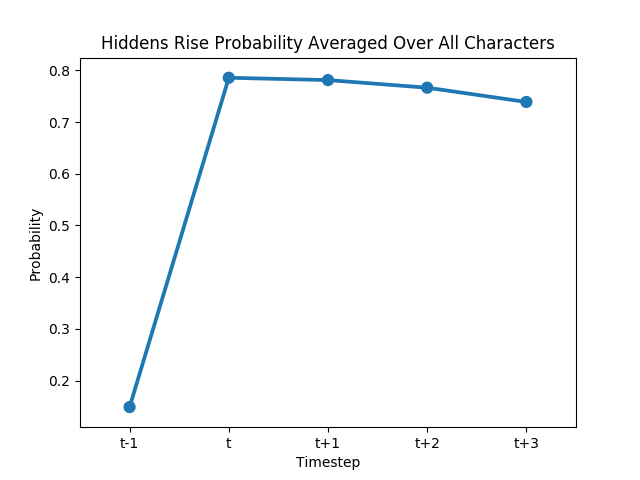 Hiddens Rise Probability Averaged Over All Characters
0.8
0.7
0.6
0.5
0.4
0.3
0.2
Probability
t-1 t t+1 t+2 t+3
Timestep